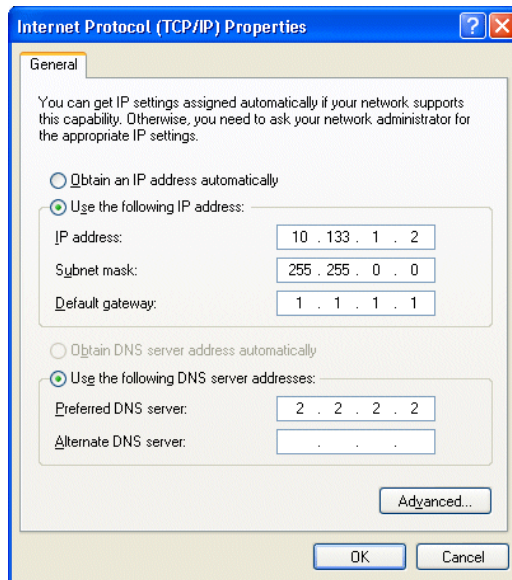 Internet Protocol (TCP/IP) Properties
General
You can get IP settings assigned automatically if your network supports
this capability. Otherwise, you need to ask your network administrator for
the appropriate IP settings.
Obtain an IP address automatically
Use the following IP address:
IP address: 10 . 133 . 1 . 2
Subnet mask: 255 . 255 . 0 . 0
Default gateway: 1 . 1 . 1 . 1
Obtain DNS server address automatically
Use the following DNS server addresses:
Preferred DNS server: 2 . 2 . 2 . 2
Alternate DNS server: . . .
Advanced...
OK Cancel